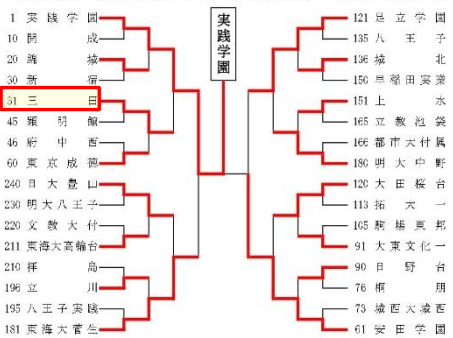 実践学園
1 実践学園
10 開成
20 錦城
30 新宿
31 三田
45 穎明館
46 府中西
60 東京成徳
240 日大豊山
230 明大八王子
220 文教大付
211 東海大高輪台
210 拝島
196 立川
195 八王子実践
181 東海大菅生
121 足立学園
135 八王子
136 城北
150 早稲田実業
151 上水
165 立教池袋
166 都市大付属
180 明大中野
120 大田桜台
113 拓大一
105 駒場東邦
91 大東文化一
90 日野台
76 桐朋
73 城西大城西
61 安田学園